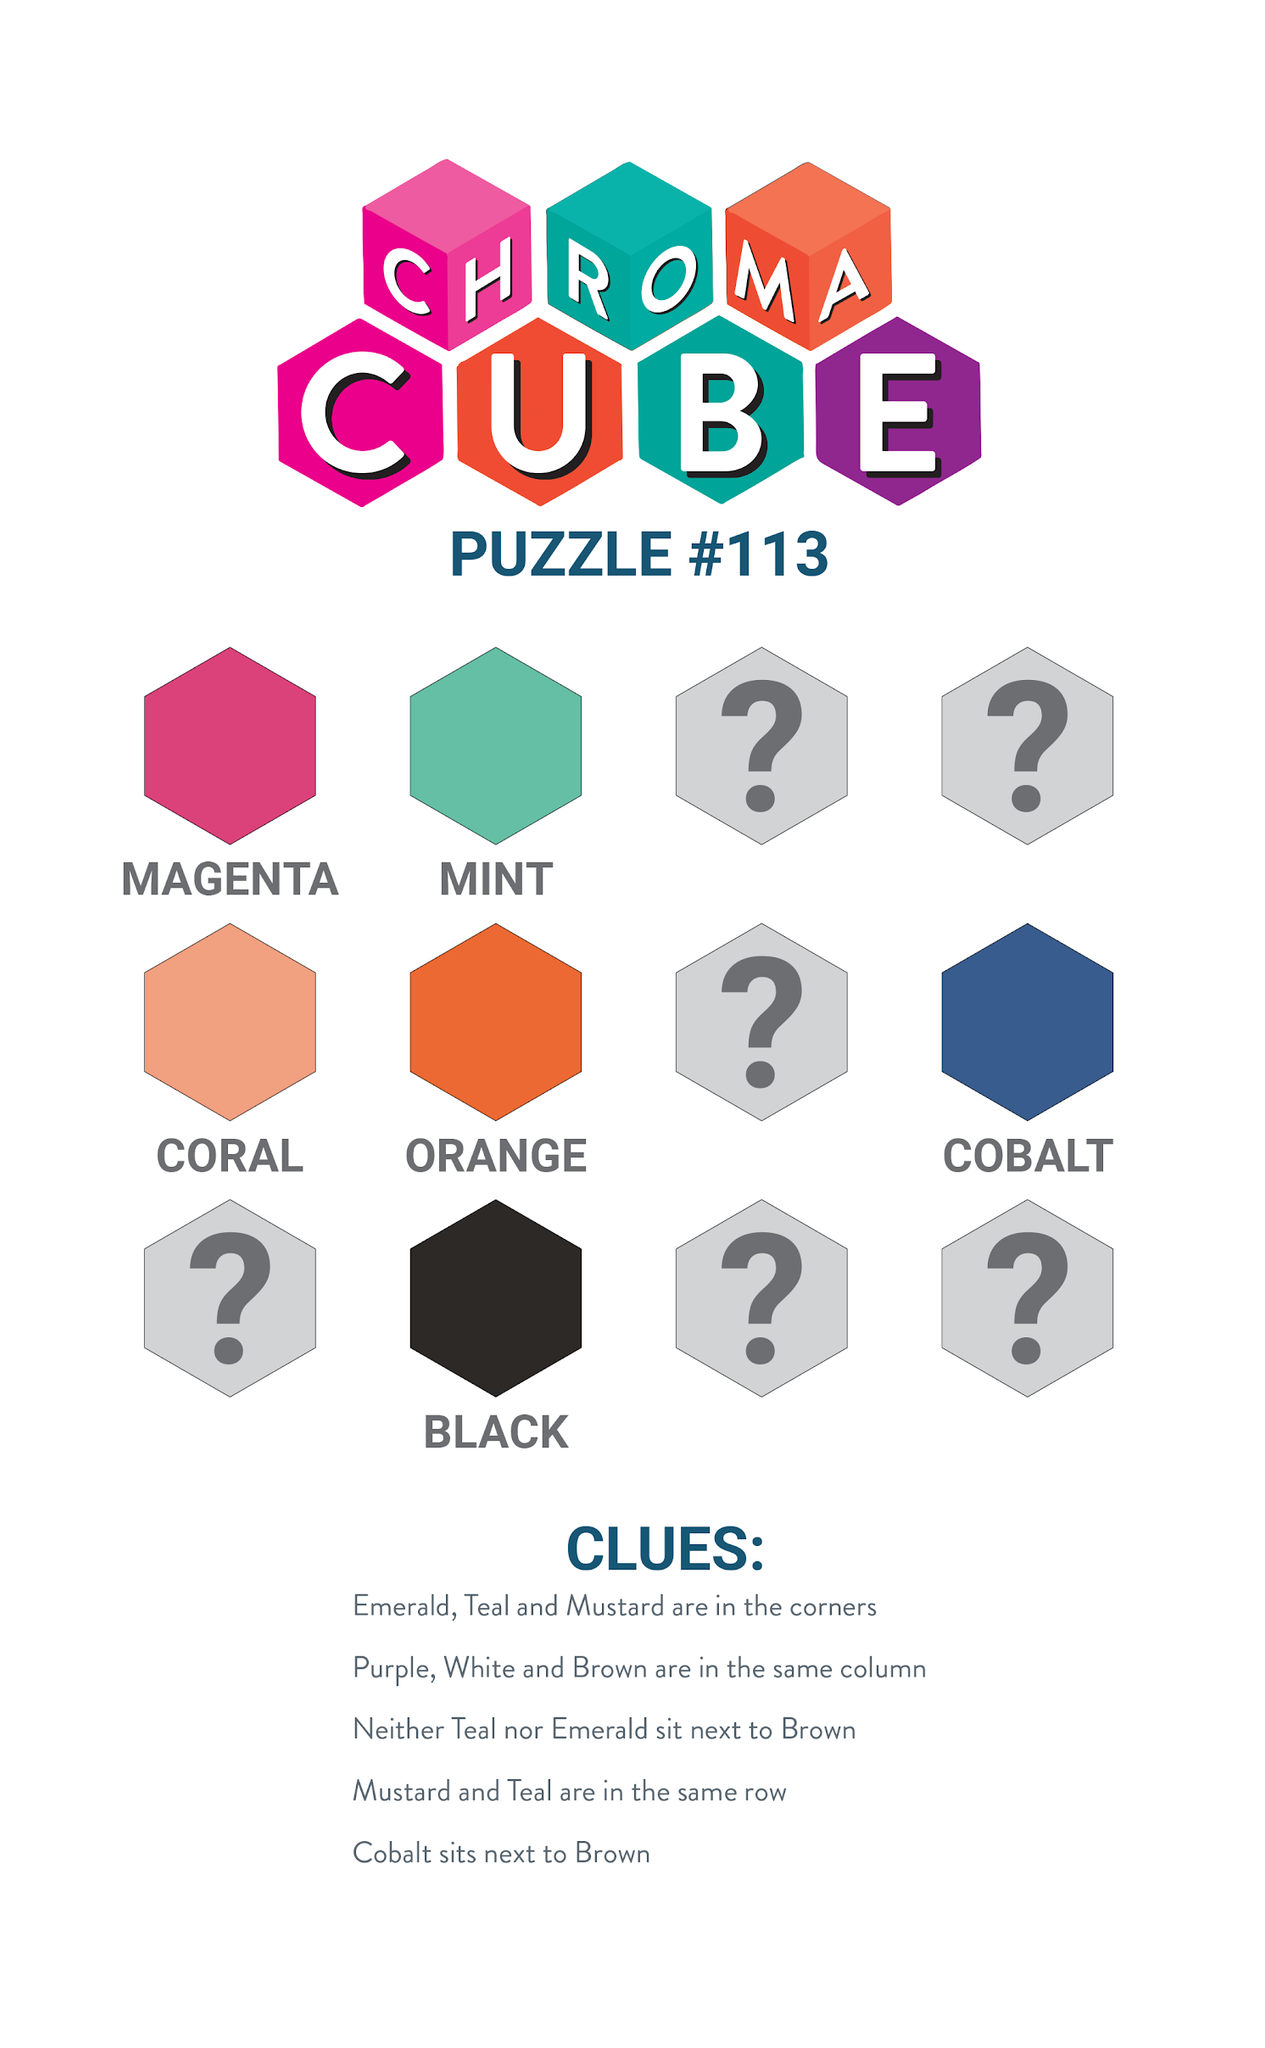 CHROMA
CUBE
PUZZLE #113
? ?
MAGENTA MINT
?
CORAL ORANGE COBALT
? ? ?
BLACK
CLUES:
Emerald, Teal and Mustard are in the corners
Purple, White and Brown are in the same column
Neither Teal nor Emerald sit next to Brown
Mustard and Teal are in the same row
Cobalt sits next to Brown